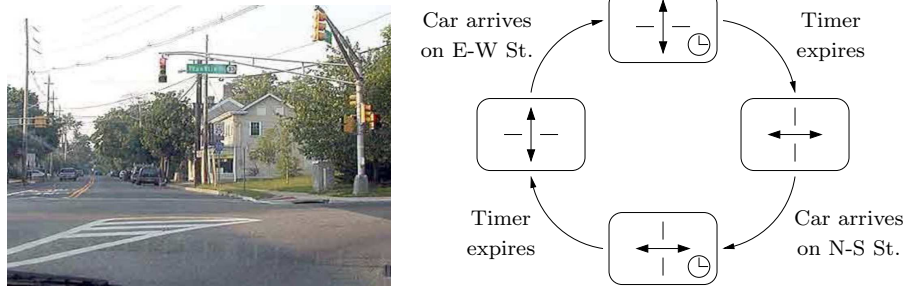 Car arrives
on E-W St.
Timer
expires
Timer
expires
Car arrives
on N-S St.